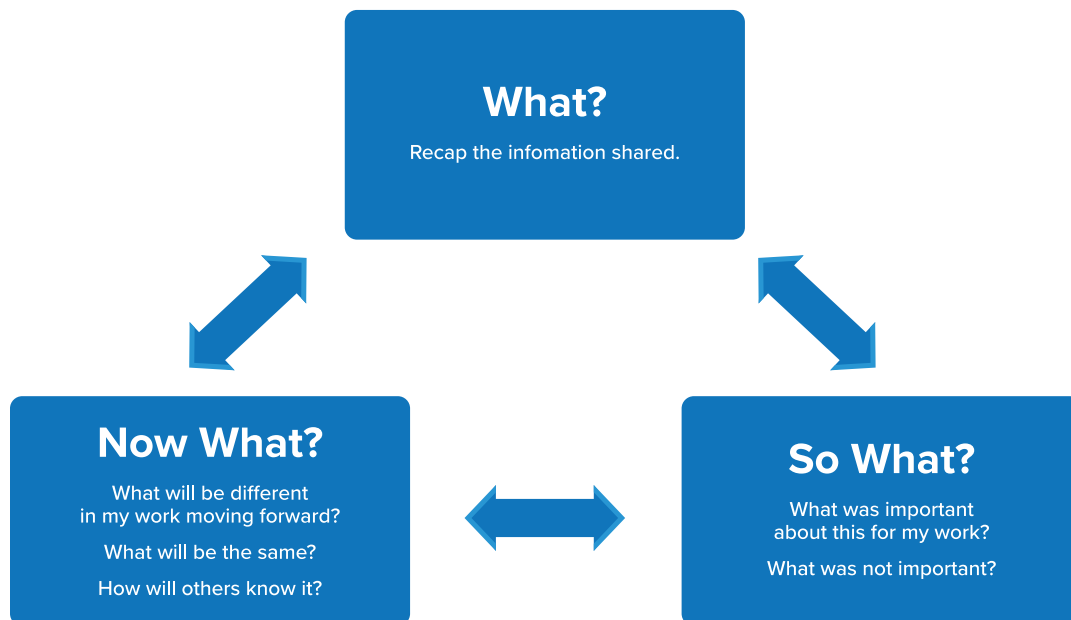 What?
Recap the infomation shared.
Now What?
What will be different
in my work moving forward?
What will be the same?
How will others know it?
So What?
What was important
about this for my work?
What was not important?